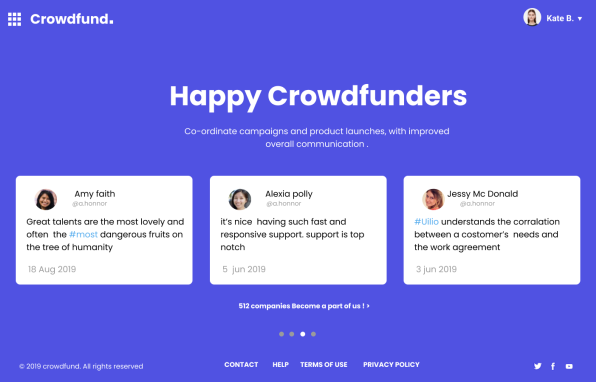 Crowdfund.
Kate B.
Happy Crowdfunders
Co-ordinate campaigns and product launches, with improved
overall communication .
Amy faith
@a.honnor
Great talents are the most lovely and
often the #most dangerous fruits on
the tree of humanity
18 Aug 2019
Alexia polly
@a.honnor
it's nice having such fast and
responsive support. support is top
notch
5 jun 2019
Jessy Mc Donald
@a.honnor
#Uillo understands the corralation
between a costomer's needs and
the work agreement
3 jun 2019
512 companies Become a part of us ! >
© 2019 crowdfund. All rights reserved
CONTACT HELP TERMS OF USE PRIVACY POLICY